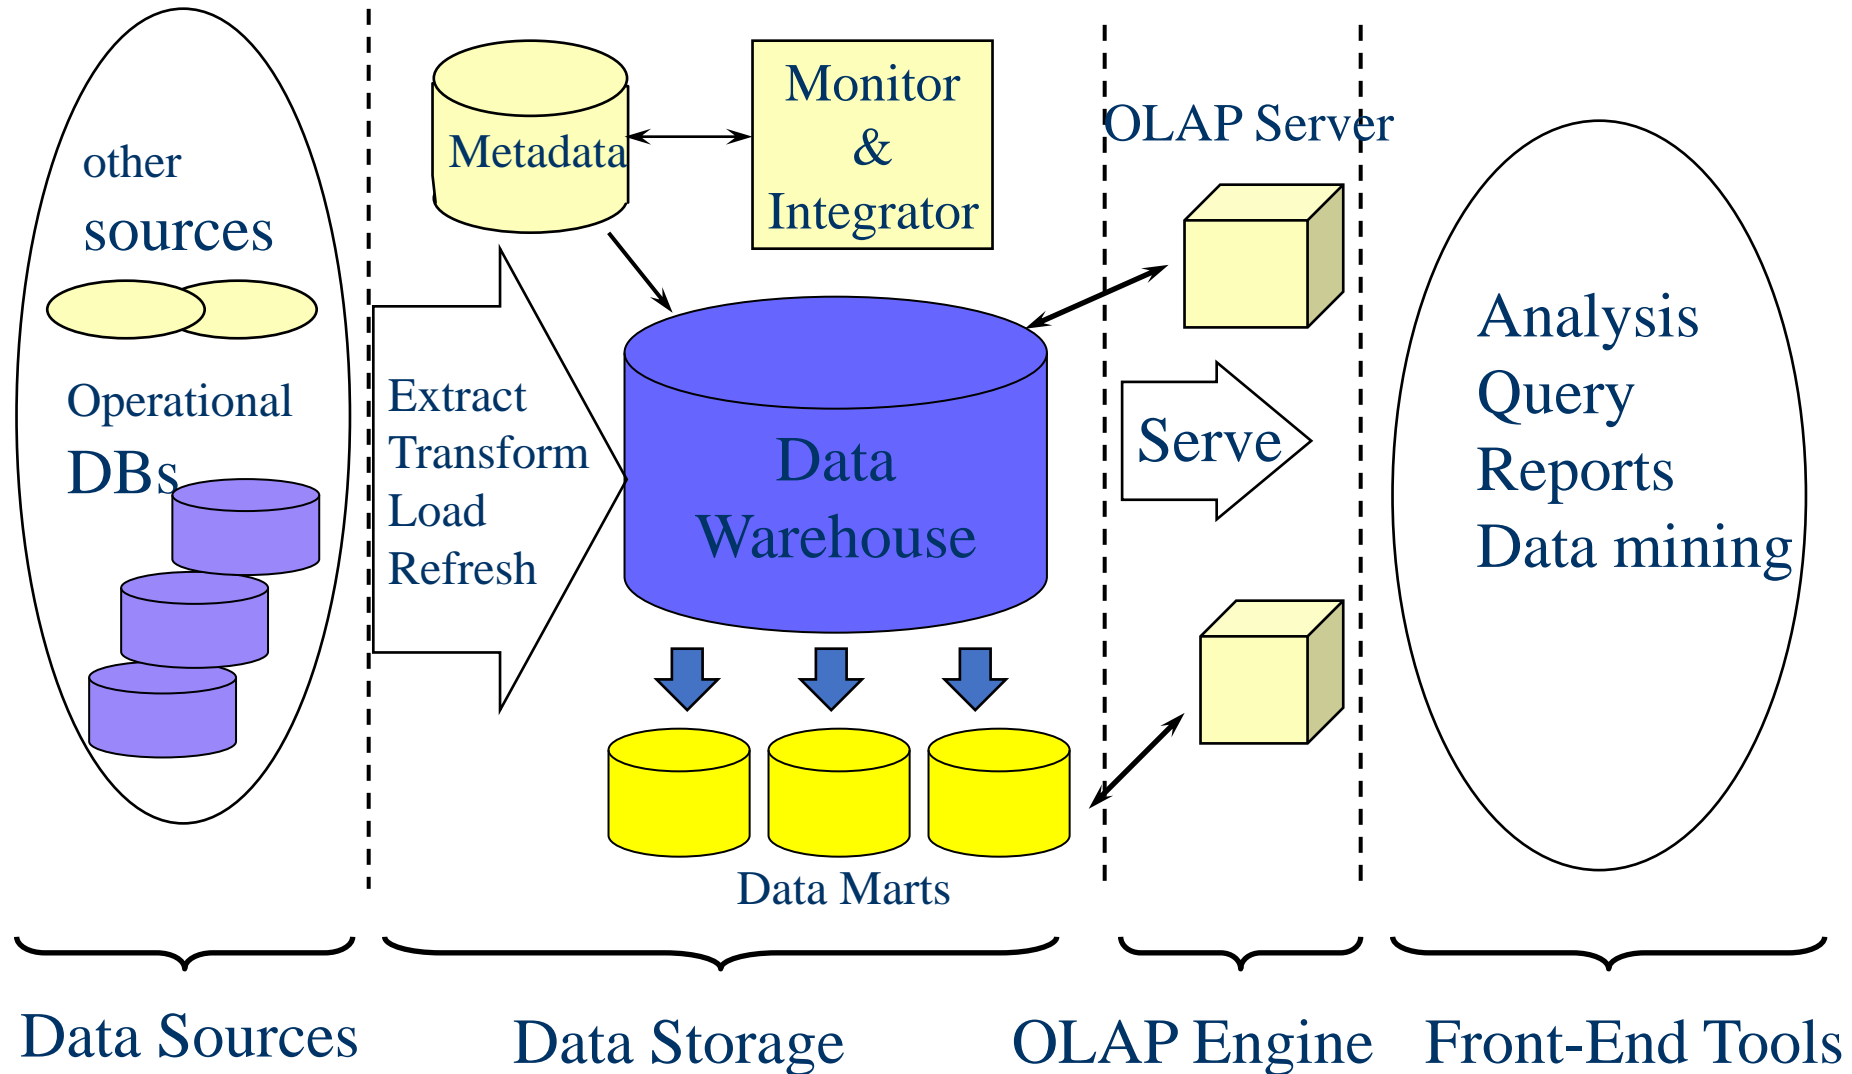 other
sources
Operational
DBs
Extract
Transform
Load
Refresh
Metadata
Monitor
&
Integrator
Data
Warehouse
Data Marts
OLAP Server
Serve
Analysis
Query
Reports
Data mining
Data Sources
Data Storage
OLAP Engine
Front-End Tools